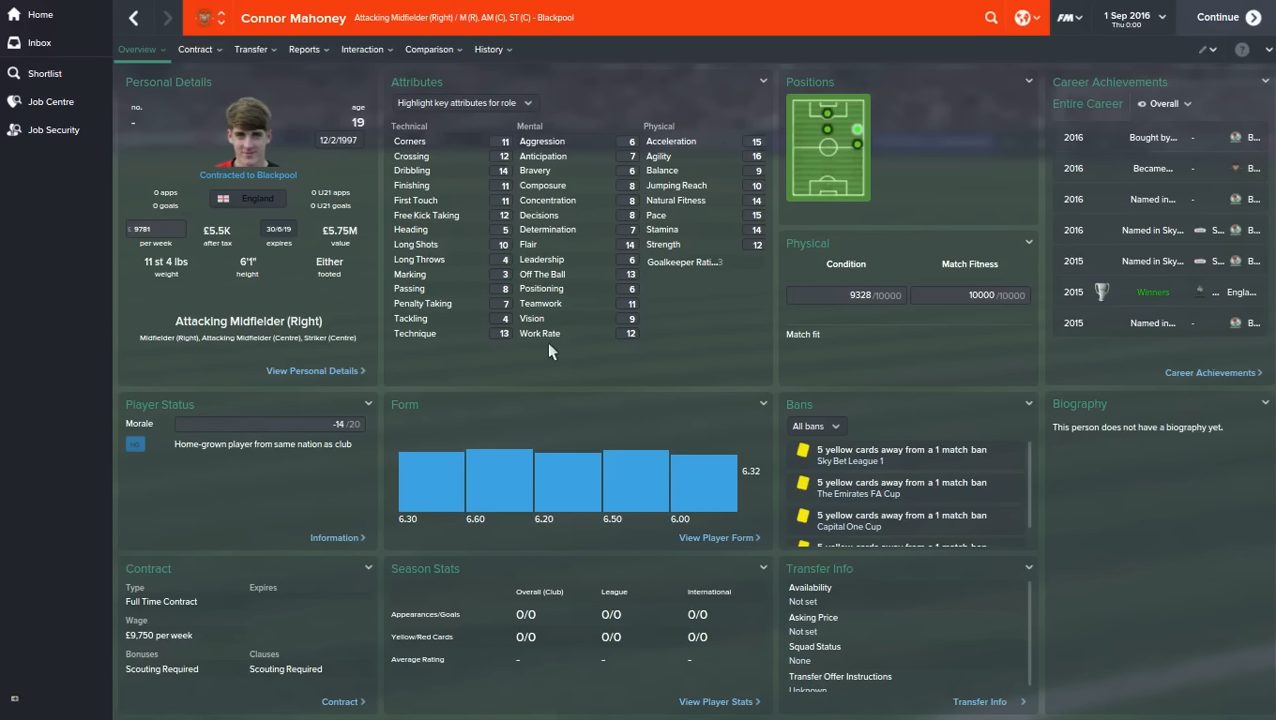 Home
Inbox
Shortlist
Job Centre
Job Security
Connor Mahoney
Attacking Midfielder (Right) / M (R), AM (C), ST (C) - Blackpool
FM
1 Sep 2016
Thu 0:00
Continue
Overview
Contract
Transfer
Reports
Interaction
Comparison
History
?
Personal Details
no.
-
age
19
12/2/1997
Contracted to Blackpool
0 apps
0 goals
England
0 U21 apps
0 U21 goals
£ 9781
per week
£5.5K
after tax
30/6/19
expires
£5.75M
value
11 st 4 lbs
weight
6'1"
height
Either
footed
Attacking Midfielder (Right)
Midfielder (Right), Attacking Midfielder (Centre), Striker (Centre)
View Personal Details
Attributes
Highlight key attributes for role
Technical
Corners 11
Crossing 12
Dribbling 14
Finishing 11
First Touch 11
Free Kick Taking 12
Heading 5
Long Shots 10
Long Throws 4
Marking 3
Passing 8
Penalty Taking 7
Tackling 4
Technique 13
Mental
Aggression 6
Anticipation 7
Bravery 6
Composure 8
Concentration 8
Decisions 8
Determination 7
Flair 14
Leadership 6
Off The Ball 13
Positioning 6
Teamwork 11
Vision 9
Work Rate 12
Physical
Acceleration 15
Agility 16
Balance 9
Jumping Reach 10
Natural Fitness 14
Pace 15
Stamina 14
Strength 12
Goalkeeper Rati...3
Positions
Physical
Condition
9328 /10000
Match Fitness
10000 /10000
Match fit
Career Achievements
Entire Career
Overall
2016 Bought by... - B...
2016 Became... - B...
2016 Named in... - B...
2016 Named in Sky... S... B...
2015 Named in Sky... S... B...
2015 Winners ... Engla...
2015 Named in... - B...
Career Achievements
Player Status
Morale -14 /20
HG
Home-grown player from same nation as club
Information
Form
6.32
6.30 6.60 6.20 6.50 6.00
View Player Form
Bans
All bans
5 yellow cards away from a 1 match ban
Sky Bet League 1
5 yellow cards away from a 1 match ban
The Emirates FA Cup
5 yellow cards away from a 1 match ban
Capital One Cup
5 yellow cards away from a 1 match ban
Biography
This person does not have a biography yet.
Contract
Type
Full Time Contract
Expires
Wage
£9,750 per week
Bonuses
Scouting Required
Clauses
Scouting Required
Contract
Season Stats
Overall (Club) League International
Appearances/Goals 0/0 0/0 0/0
Yellow/Red Cards 0/0 0/0 0/0
Average Rating - - -
View Player Stats
Transfer Info
Availability
Not set
Asking Price
Not set
Squad Status
None
Transfer Offer Instructions
Unknown
Transfer Info